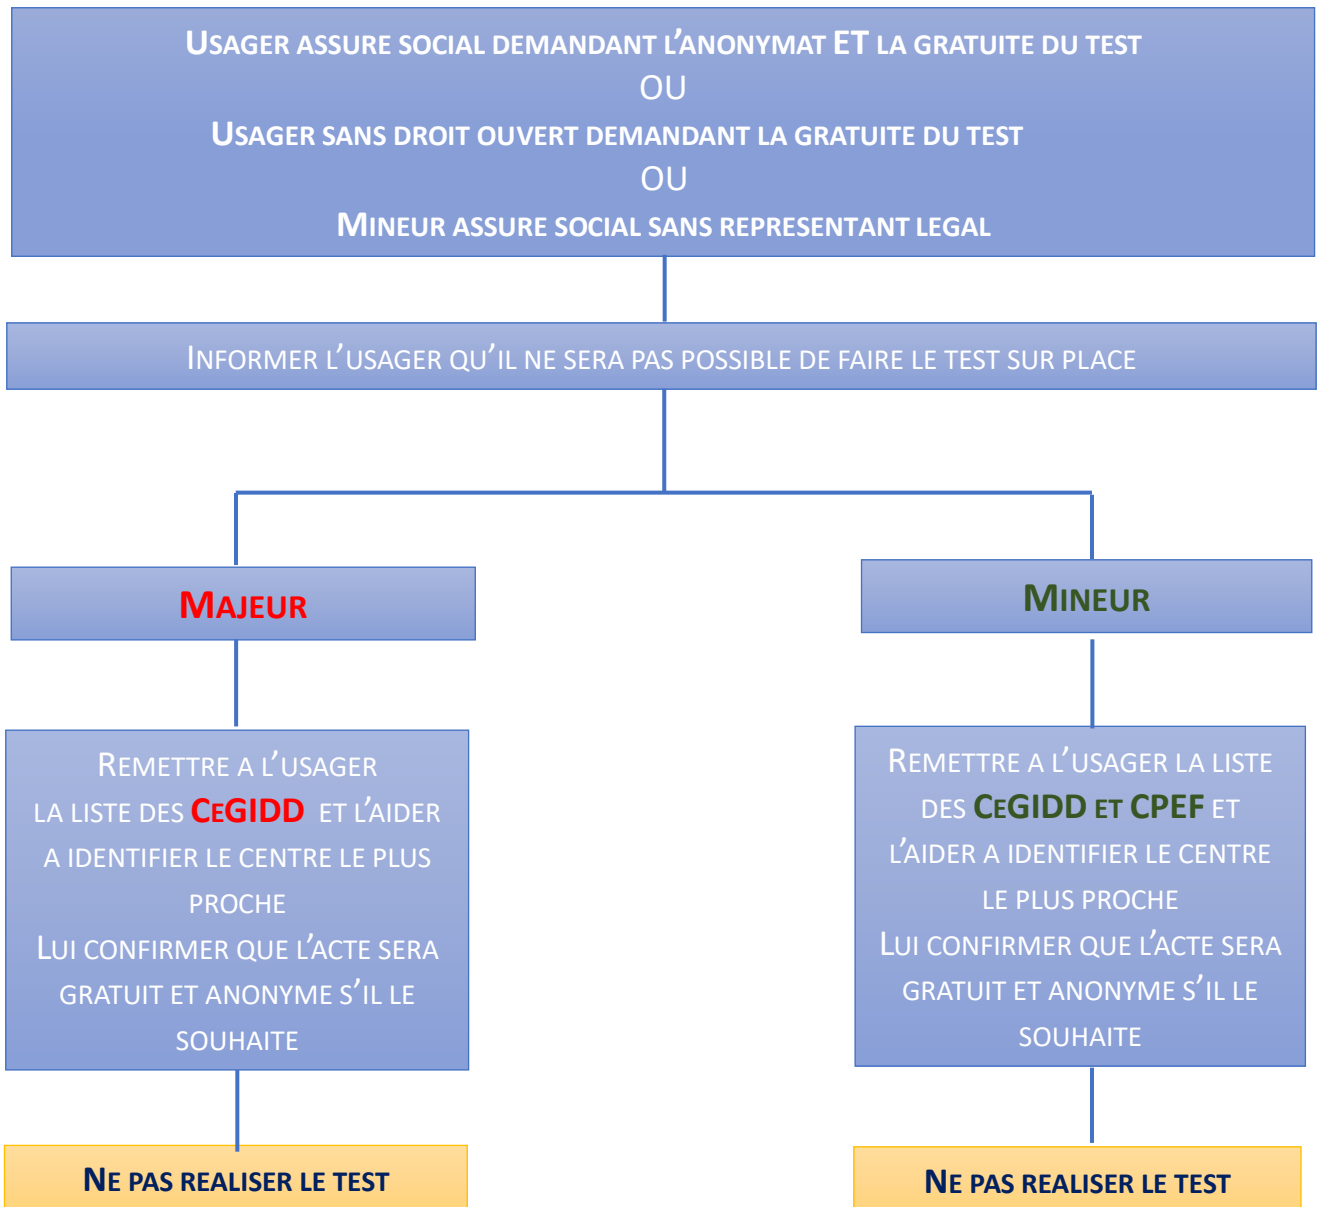 USAGER ASSURE SOCIAL DEMANDANT L'ANONYMAT ET LA GRATUITE DU TEST
OU
USAGER SANS DROIT OUVERT DEMANDANT LA GRATUITE DU TEST
OU
MINEUR ASSURE SOCIAL SANS REPRESENTANT LEGAL
INFORMER L'USAGER QU'IL NE SERA PAS POSSIBLE DE FAIRE LE TEST SUR PLACE
MAJEUR
REMETTRE A L'USAGER
LA LISTE DES CEGIDD ET L'AIDER
A IDENTIFIER LE CENTRE LE PLUS
PROCHE
LUI CONFIRMER QUE L'ACTE SERA
GRATUIT ET ANONYME S'IL LE
SOUHAITE
NE PAS REALISER LE TEST
MINEUR
REMETTRE A L'USAGER LA LISTE
DES CEGIDD ET CPEF ET
L'AIDER A IDENTIFIER LE CENTRE
LE PLUS PROCHE
LUI CONFIRMER QUE L'ACTE SERA
GRATUIT ET ANONYME S'IL LE
SOUHAITE
NE PAS REALISER LE TEST